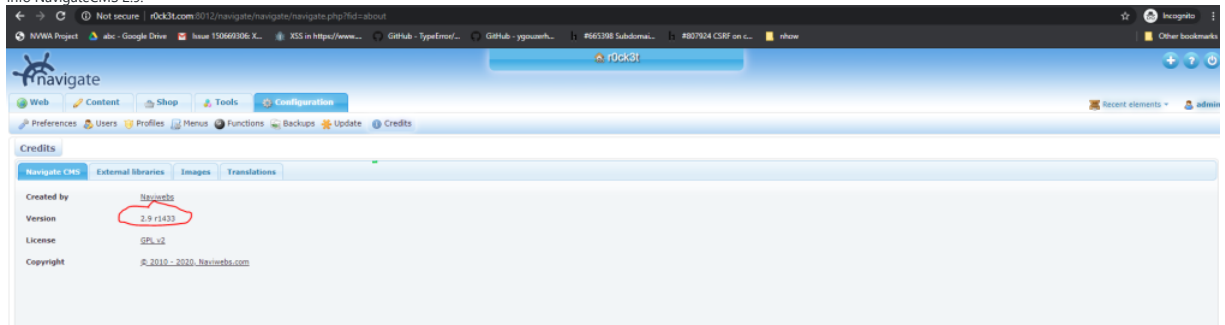 Info NavigateCMS 2.9.
Not secure | r0ck3t.com:8012/navigate/navigate.php?fid=about
Incognito
NVWA Project abc - Google Drive Issue 150669306: X... XSS in https://www... GitHub - TypeError/... GitHub - ygouzerh... #665398 Subdomai... #807924 CSRF on c... nhow Other bookmarks
r0ck3t
navigate
Web Content Shop Tools Configuration Recent elements admin
Preferences Users Profiles Menus Functions Backups Update Credits
Credits
Navigate CMS External libraries Images Translations
Created by Naviwebs
Version 2.9 r1433
License GPL v2
Copyright © 2010 - 2020, Naviwebs.com